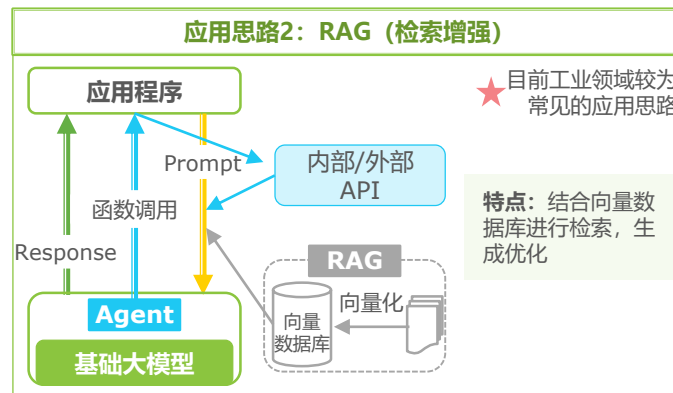 应用思路2：RAG（检索增强）
应用程序
目前工业领域较为
常见的应用思路
Prompt
内部/外部
API
函数调用
特点：结合向量数
据库进行检索，生
成优化
Response
RAG
Agent
向量化
向量
数据库
基础大模型